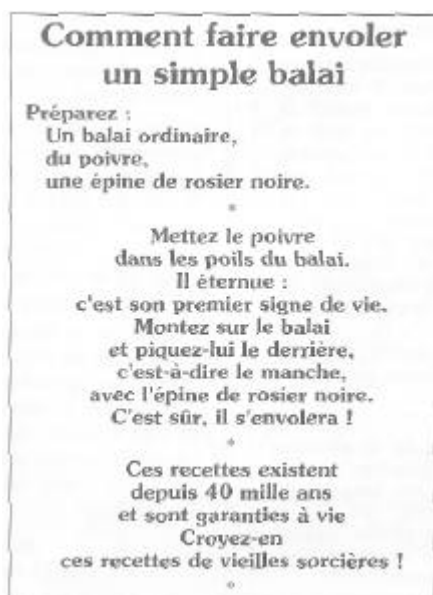 Comment faire envoler
un simple balai
Préparez :
Un balai ordinaire,
du poivre,
une épine de rosier noire.
*
Mettez le poivre
dans les poils du balai.
Il éternue :
c'est son premier signe de vie.
Montez sur le balai
et piquez-lui le derrière,
c'est-à-dire le manche,
avec l'épine de rosier noire.
C'est sûr, il s'envolera !
*
Ces recettes existent
depuis 40 mille ans
et sont garanties à vie
Croyez-en
ces recettes de vieilles sorcières !
*